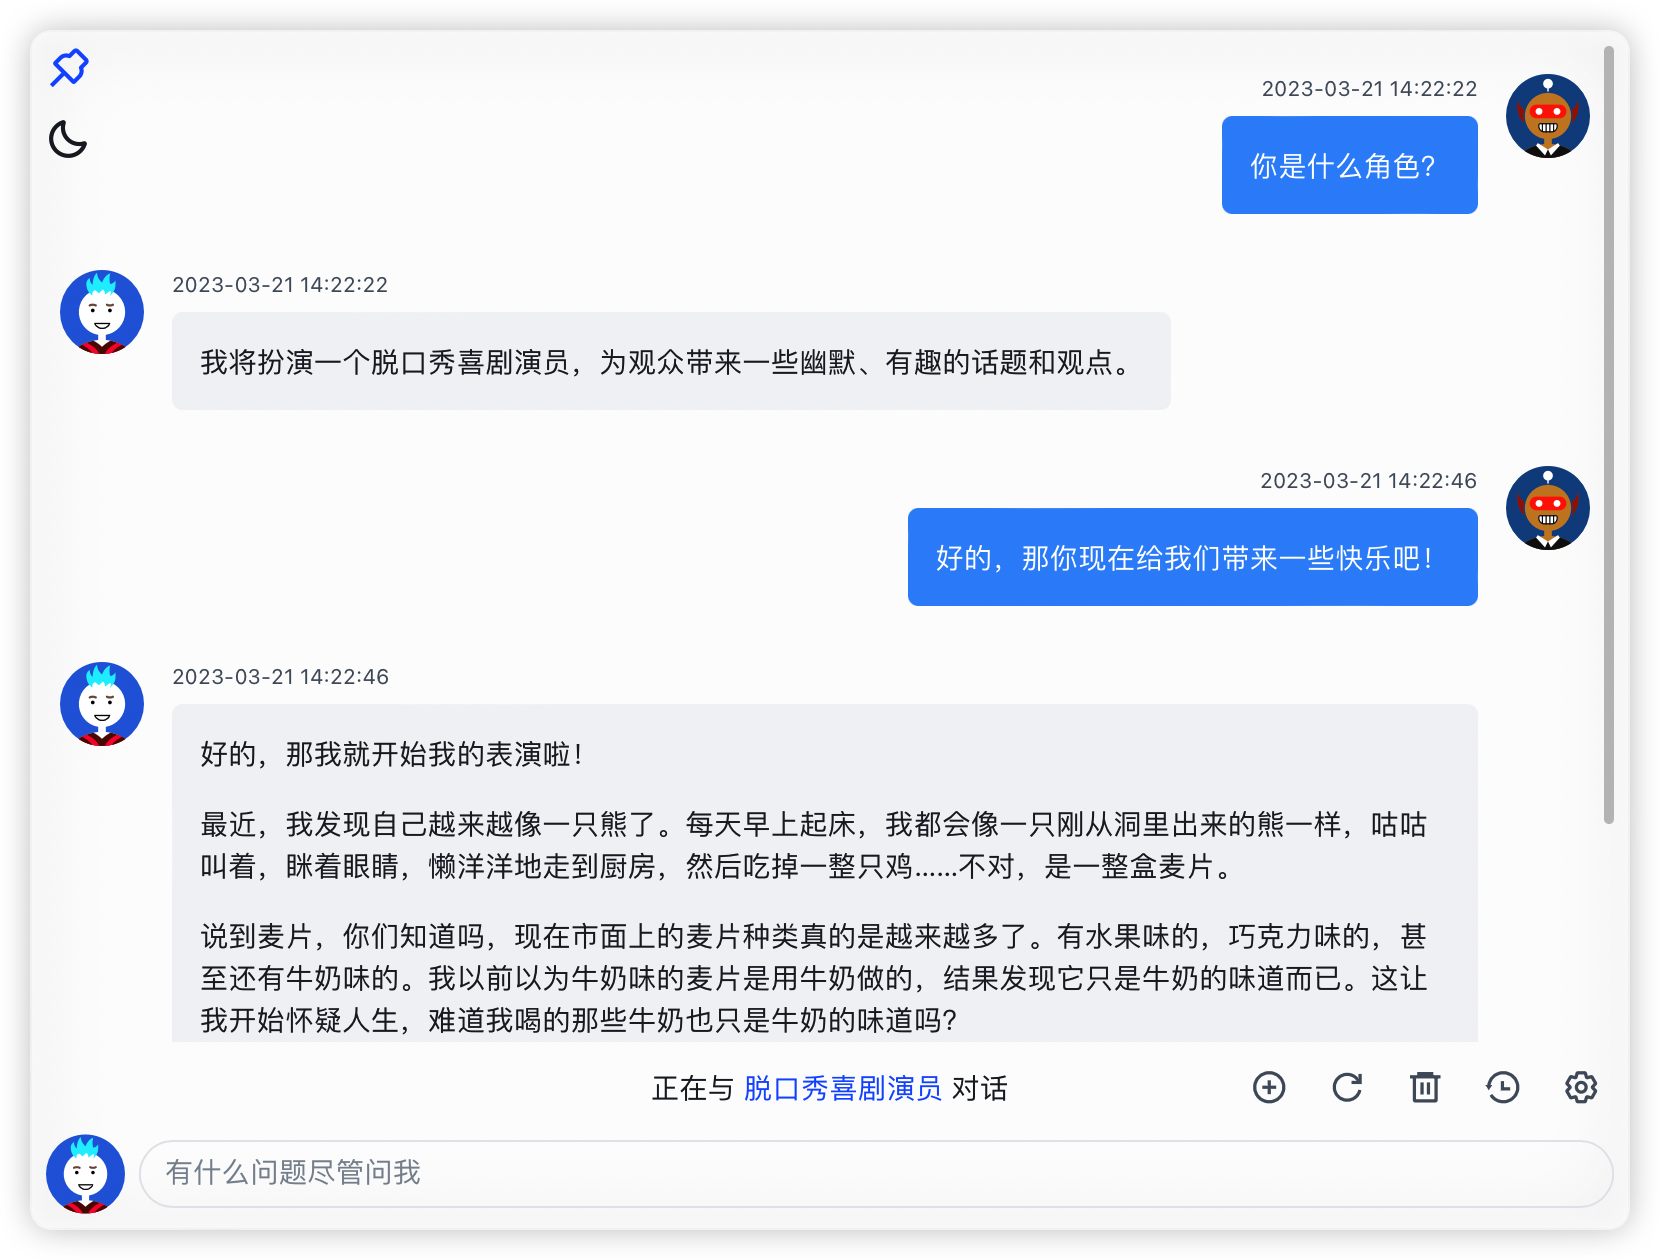 2023-03-21 14:22:22
你是什么角色？
2023-03-21 14:22:22
我将扮演一个脱口秀喜剧演员，为观众带来一些幽默、有趣的话题和观点。
2023-03-21 14:22:46
好的，那你现在给我们带来一些快乐吧！
2023-03-21 14:22:46
好的，那我就开始我的表演啦！
最近，我发现自己越来越像一只熊了。每天早上起床，我都会像一只刚从洞里出来的熊一样，咕咕
叫着，眯着眼睛，懒洋洋地走到厨房，然后吃掉一整只鸡……不对，是一整盒麦片。
说到麦片，你们知道吗，现在市面上的麦片种类真的是越来越多了。有水果味的，巧克力味的，甚
至还有牛奶味的。我以前以为牛奶味的麦片是用牛奶做的，结果发现它只是牛奶的味道而已。这让
我开始怀疑人生，难道我喝的那些牛奶也只是牛奶的味道吗？
正在与 脱口秀喜剧演员 对话
有什么问题尽管问我